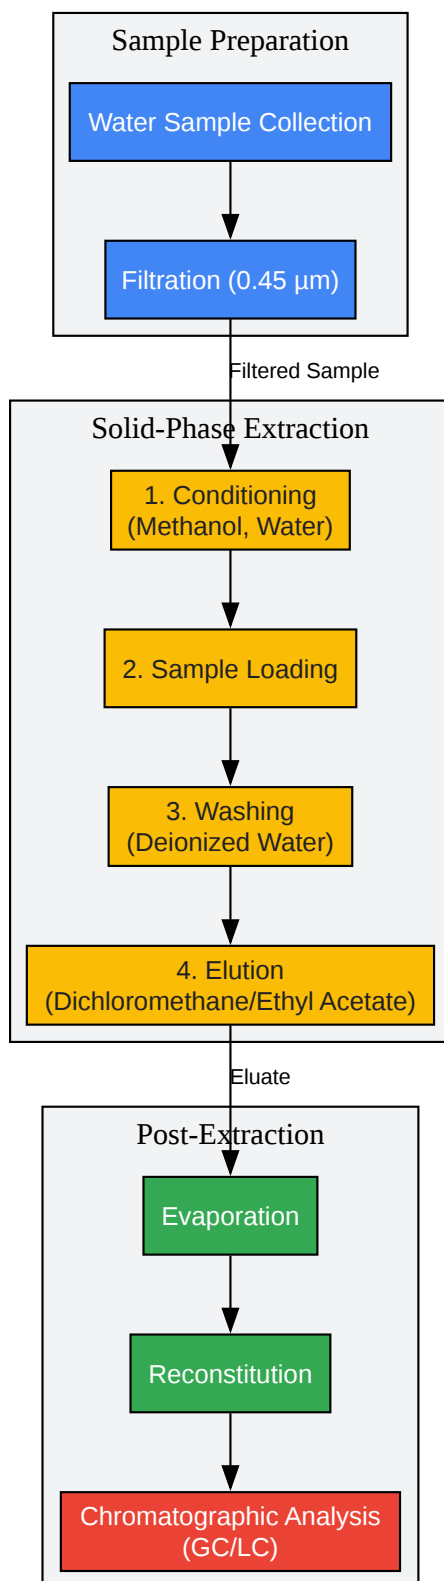 Sample Preparation
Water Sample Collection
Filtration (0.45 µm)
Filtered Sample
Solid-Phase Extraction
1. Conditioning
(Methanol, Water)
2. Sample Loading
3. Washing
(Deionized Water)
4. Elution
(Dichloromethane/Ethyl Acetate)
Eluate
Post-Extraction
Evaporation
Reconstitution
Chromatographic Analysis
(GC/LC)